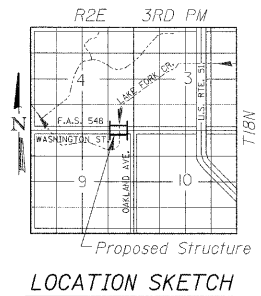 R2E 3RD PM
4
3
LAKE FORK CR.
U.S. RTE. 51
T18N
N
F.A.S. 548
WASHINGTON ST.
OAKLAND AVE.
9
10
Proposed Structure
LOCATION SKETCH